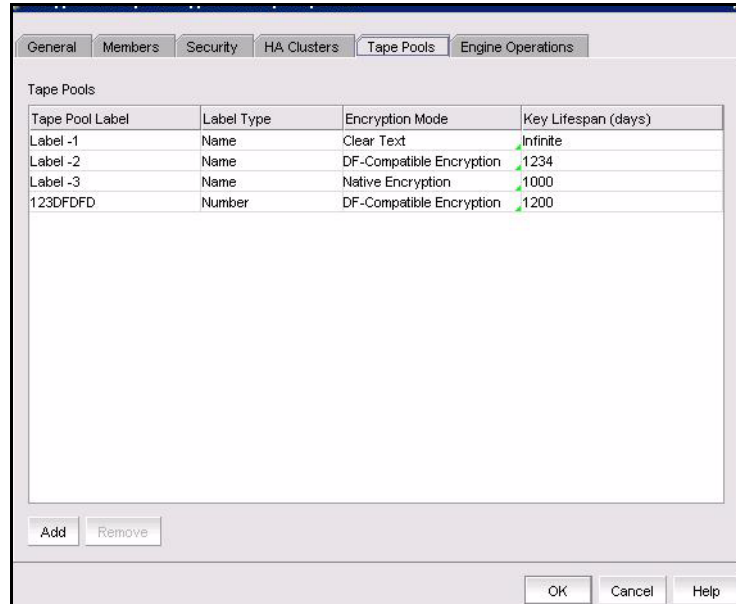 General Members Security HA Clusters Tape Pools Engine Operations
Tape Pools
Tape Pool Label Label Type Encryption Mode Key Lifespan (days)
Label -1 Name Clear Text Infinite
Label -2 Name DF-Compatible Encryption 1234
Label -3 Name Native Encryption 1000
123DFDFD Number DF-Compatible Encryption 1200
Add Remove
OK Cancel Help